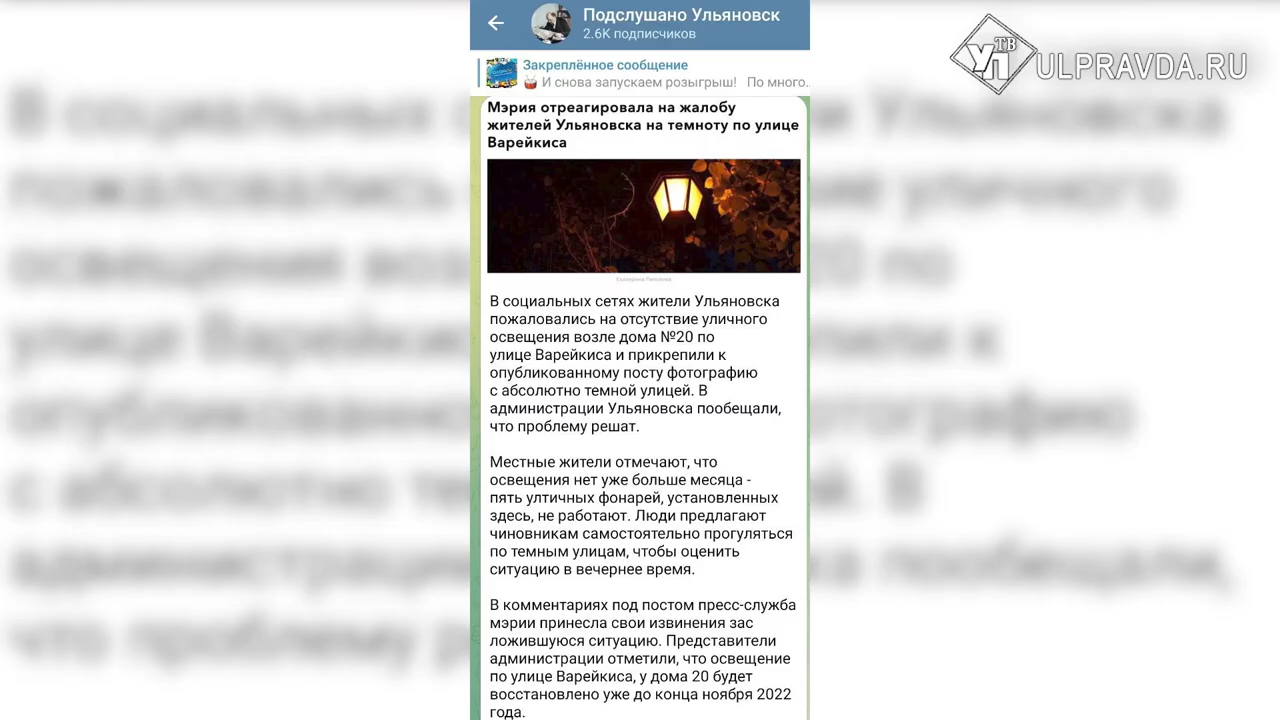 Подслушано Ульяновск
2.6K подписчиков
Закреплённое сообщение
И снова запускаем розыгрыш! По много..
Мэрия отреагировала на жалобу
жителей Ульяновска на темноту по улице
Варейкиса
В социальных сетях жители Ульяновска
пожаловались на отсутствие уличного
освещения возле дома №20 по
улице Варейкиса и прикрепили к
опубликованному посту фотографию
с абсолютно темной улицей. В
администрации Ульяновска пообещали,
что проблему решат.
Местные жители отмечают, что
освещения нет уже больше месяца -
пять ултичных фонарей, установленных
здесь, не работают. Люди предлагают
чиновникам самостоятельно прогуляться
по темным улицам, чтобы оценить
ситуацию в вечернее время.
В комментариях под постом пресс-служба
мэрии принесла свои извинения зас
ложившуюся ситуацию. Представители
администрации отметили, что освещение
по улице Варейкиса, у дома 20 будет
восстановлено уже до конца ноября 2022
года.
УП ТВ
ULPRAVDA.RU